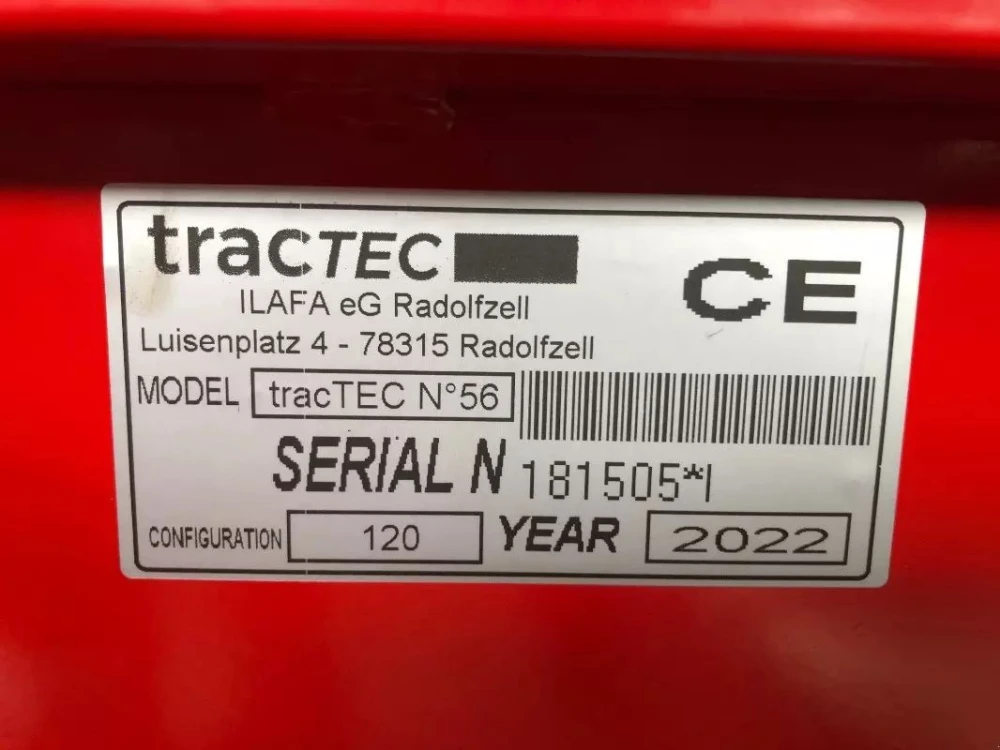 tracTEC
CE
ILAFA eG Radolfzell
Luisenplatz 4 - 78315 Radolfzell
MODEL tracTEC N°56
SERIAL N 181505*I
CONFIGURATION 120 YEAR 2022